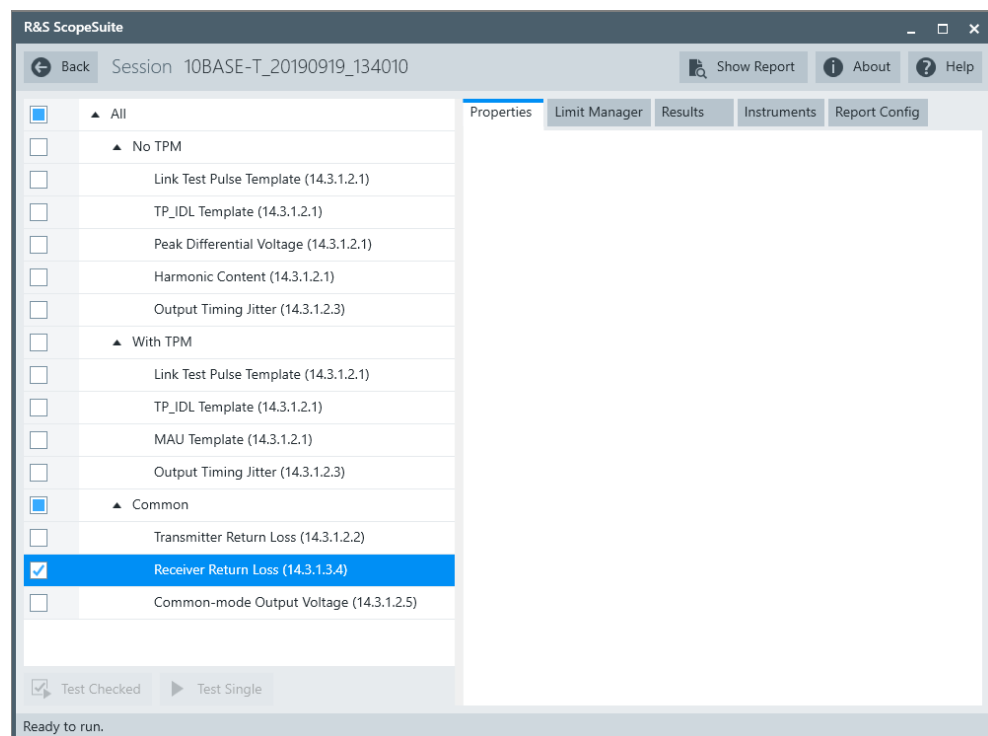 R&S ScopeSuite
Back Session 10BASE-T_20190919_134010 Show Report About Help
All
No TPM
Link Test Pulse Template (14.3.1.2.1)
TP_IDL Template (14.3.1.2.1)
Peak Differential Voltage (14.3.1.2.1)
Harmonic Content (14.3.1.2.1)
Output Timing Jitter (14.3.1.2.3)
With TPM
Link Test Pulse Template (14.3.1.2.1)
TP_IDL Template (14.3.1.2.1)
MAU Template (14.3.1.2.1)
Output Timing Jitter (14.3.1.2.3)
Common
Transmitter Return Loss (14.3.1.2.2)
Receiver Return Loss (14.3.1.3.4)
Common-mode Output Voltage (14.3.1.2.5)
Test Checked Test Single
Properties Limit Manager Results Instruments Report Config
Ready to run.